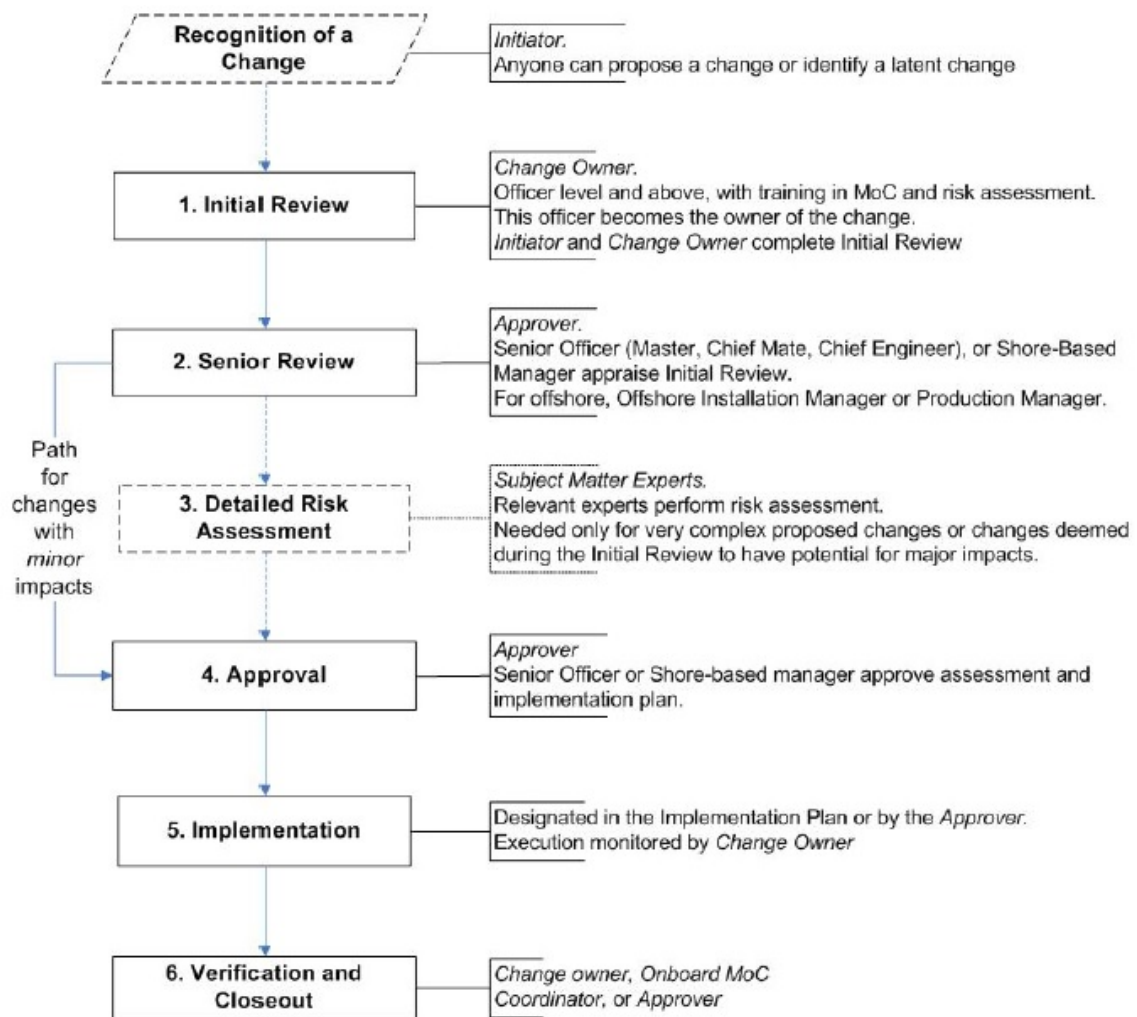 Recognition of a
Change
Initiator.
Anyone can propose a change or identify a latent change
1. Initial Review
Change Owner.
Officer level and above, with training in MoC and risk assessment.
This officer becomes the owner of the change.
Initiator and Change Owner complete Initial Review
2. Senior Review
Approver.
Senior Officer (Master, Chief Mate, Chief Engineer), or Shore-Based
Manager appraise Initial Review.
For offshore, Offshore Installation Manager or Production Manager.
Path
for
changes
with
minor
impacts
3. Detailed Risk
Assessment
Subject Matter Experts.
Relevant experts perform risk assessment.
Needed only for very complex proposed changes or changes deemed
during the Initial Review to have potential for major impacts.
4. Approval
Approver
Senior Officer or Shore-based manager approve assessment and
implementation plan.
5. Implementation
Designated in the Implementation Plan or by the Approver.
Execution monitored by Change Owner
6. Verification and
Closeout
Change owner, Onboard MoC
Coordinator, or Approver